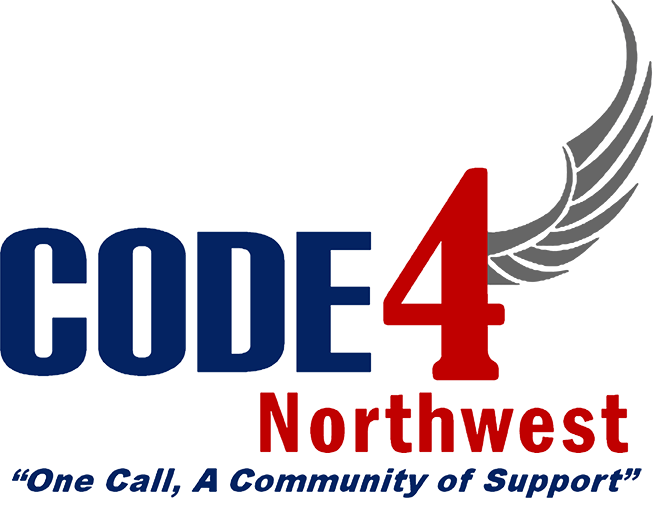 CODE4
Northwest
“One Call, A Community of Support”